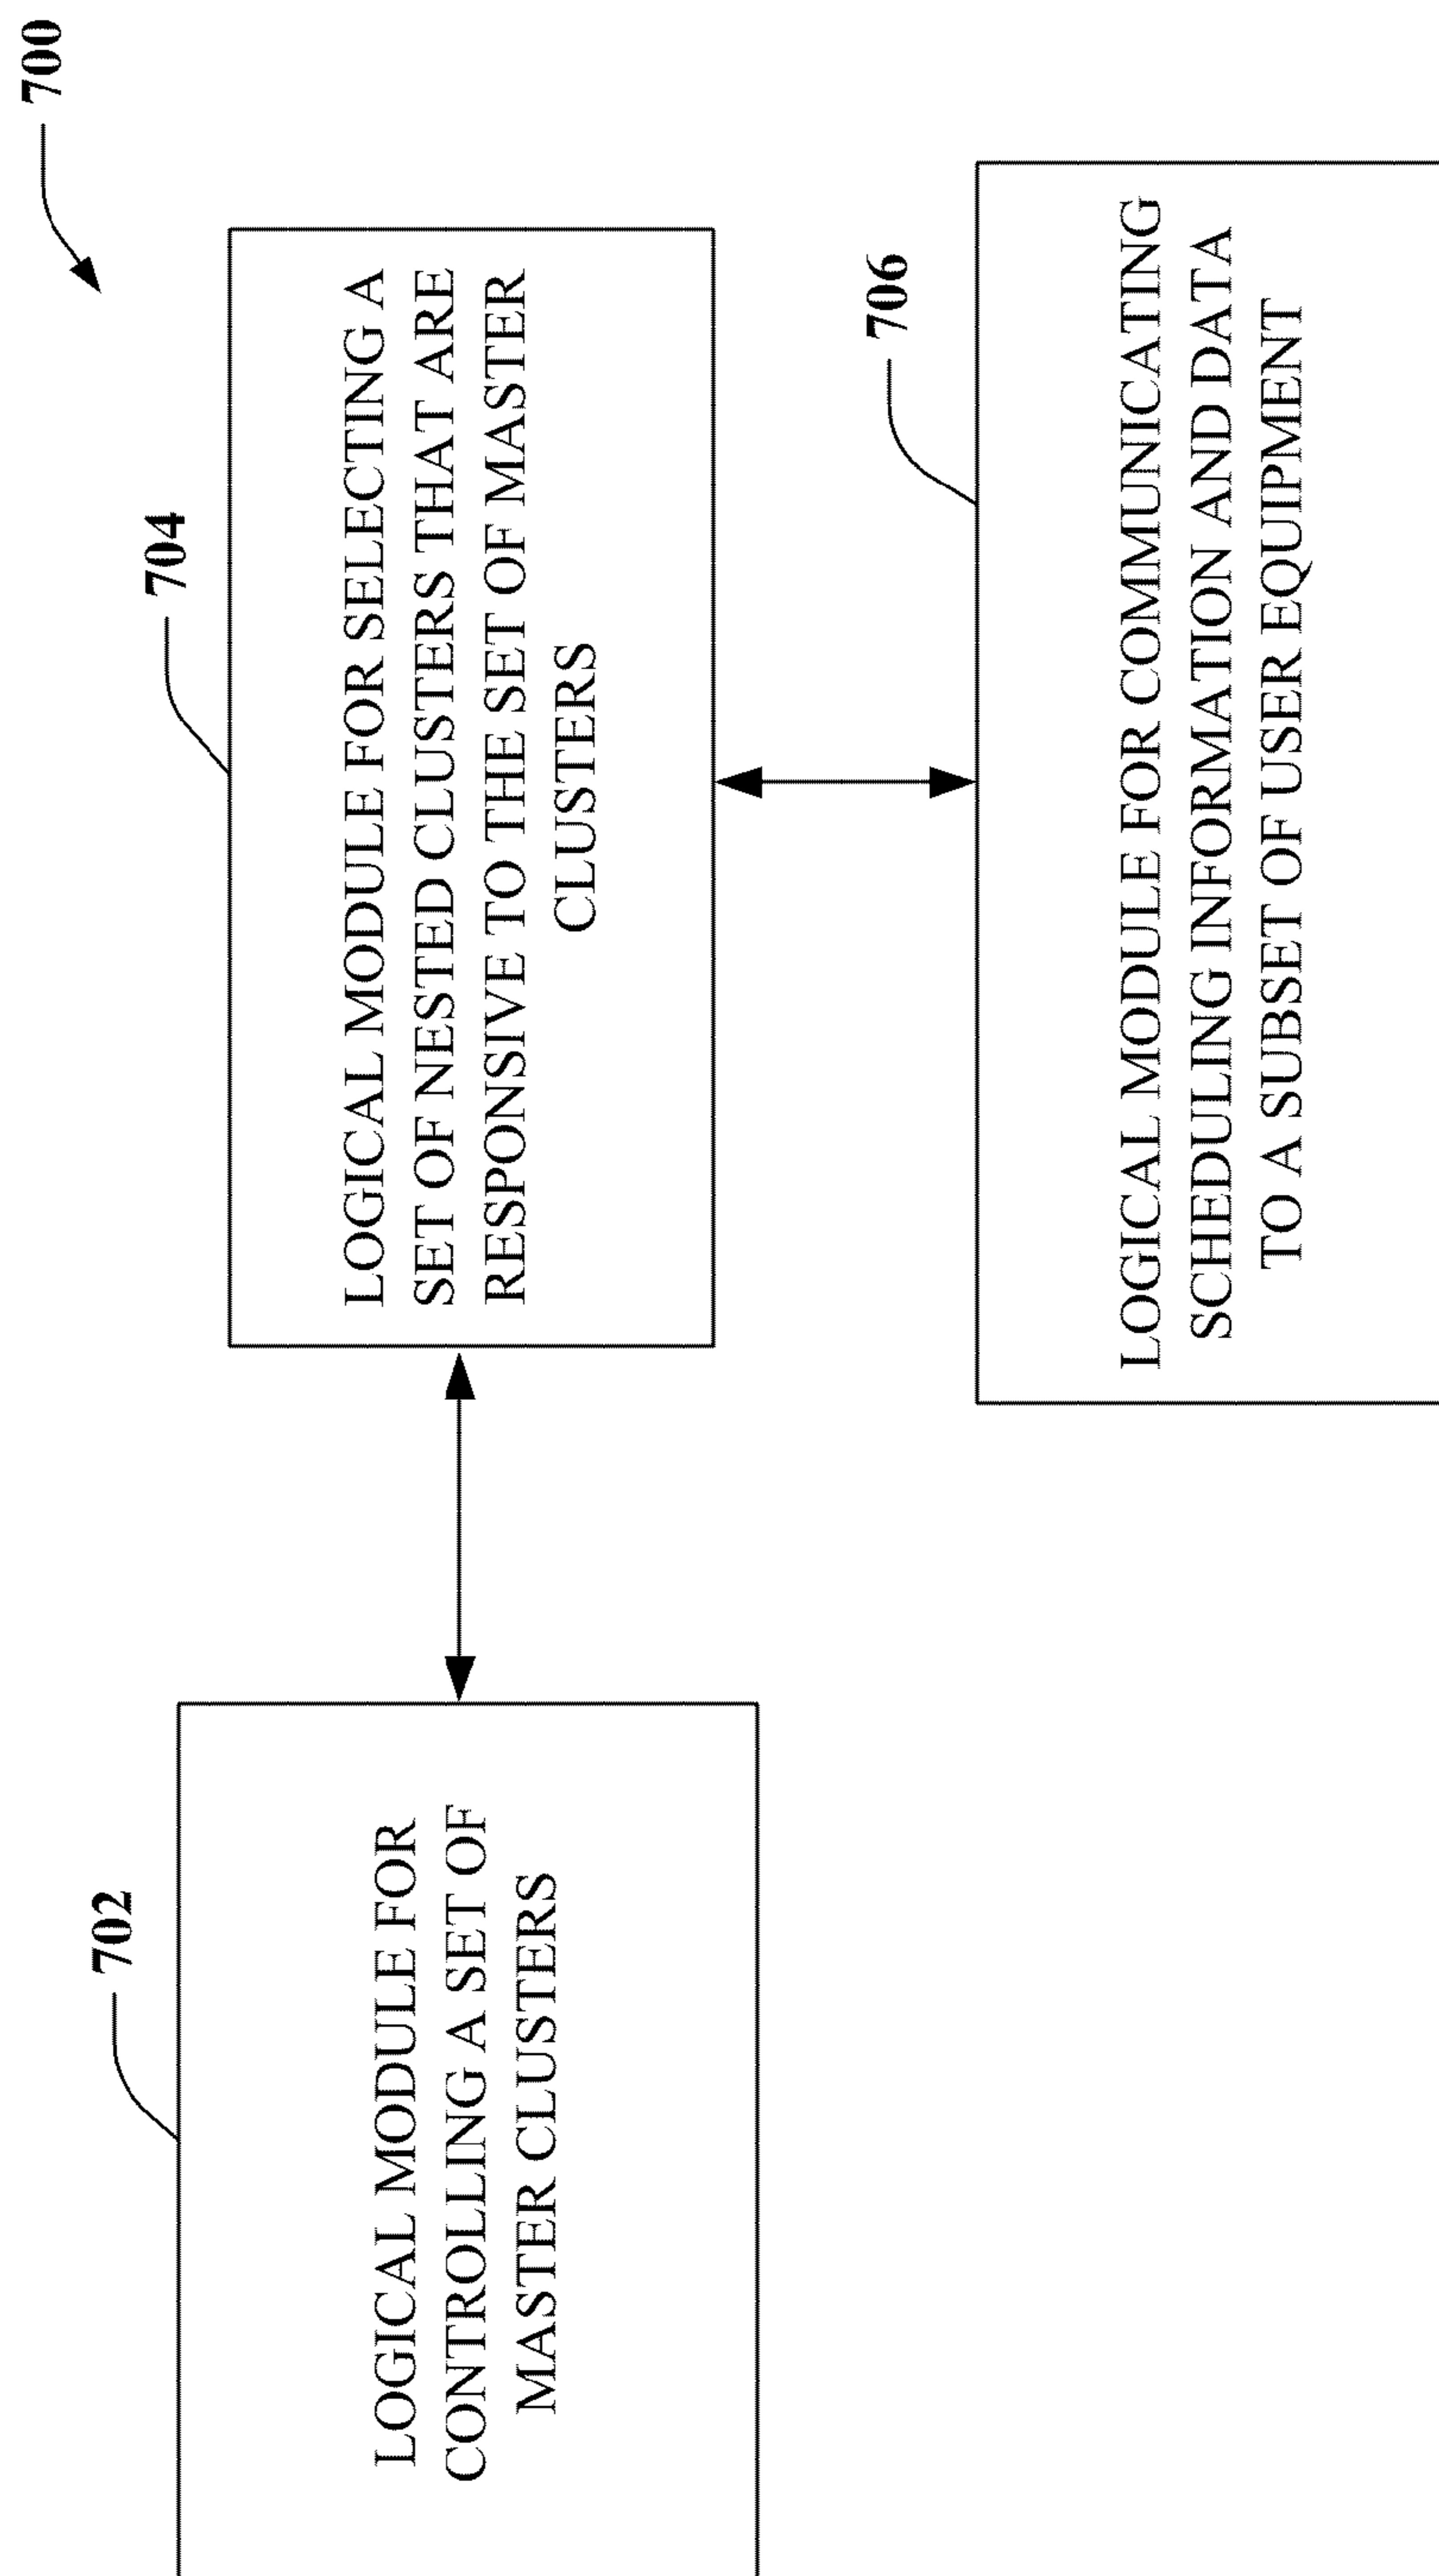 700
702
LOGICAL MODULE FOR
CONTROLLING A SET OF
MASTER CLUSTERS
704
LOGICAL MODULE FOR SELECTING A
SET OF NESTED CLUSTERS THAT ARE
RESPONSIVE TO THE SET OF MASTER
CLUSTERS
706
LOGICAL MODULE FOR COMMUNICATING
SCHEDULING INFORMATION AND DATA
TO A SUBSET OF USER EQUIPMENT